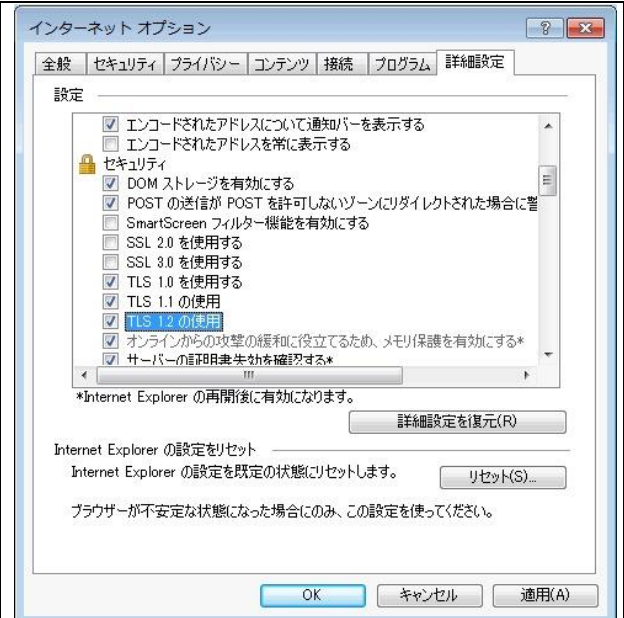 インターネット オプション
全般 セキュリティ プライバシー コンテンツ 接続 プログラム 詳細設定
設定
エンコードされたアドレスについて通知バーを表示する
エンコードされたアドレスを常に表示する
セキュリティ
DOM ストレージを有効にする
POST の送信が POST を許可しないゾーンにリダイレクトされた場合に警
SmartScreen フィルター機能を有効にする
SSL 2.0 を使用する
SSL 3.0 を使用する
TLS 1.0 を使用する
TLS 1.1 の使用
TLS 1.2 の使用
オンラインからの攻撃の緩和に役立てるため、メモリ保護を有効にする*
サーバーの証明書失効を確認する*
*Internet Explorer の再開後に有効になります。
詳細設定を復元(R)
Internet Explorer の設定をリセット
Internet Explorer の設定を既定の状態にリセットします。
リセット(S)...
ブラウザーが不安定な状態になった場合にのみ、この設定を使ってください。
OK キャンセル 適用(A)